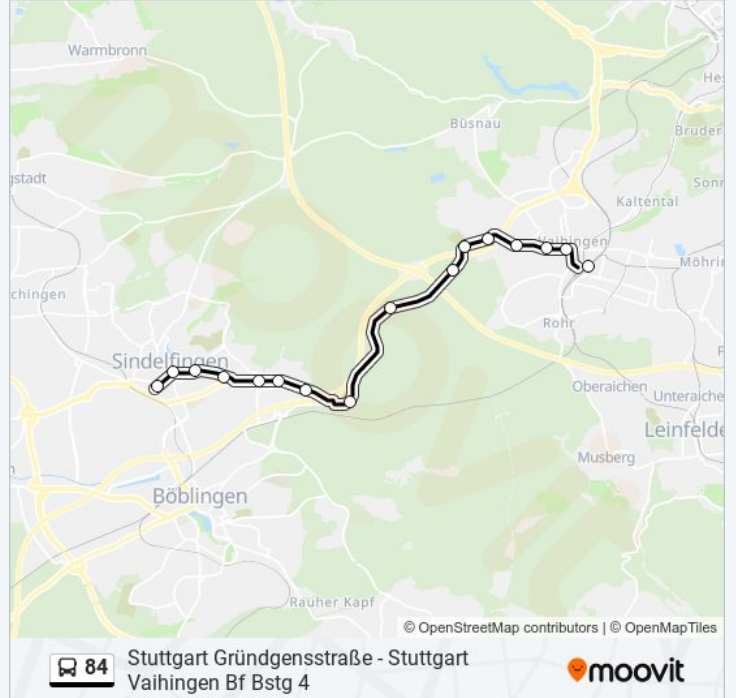 Warmbronn
Büsnau
Hes
Bruder
gstadt
Sonn
Kaltental
Vaihingen
Möhrin
chingen
Rohr
Sindelfingen
F
Oberaichen
Unteraiche
Leinfelde
Musberg
n
Böblingen
Rauher Kapf
© OpenStreetMap contributors | © OpenMapTiles
84
Stuttgart Gründgensstraße - Stuttgart
Vaihingen Bf Bstg 4
moovit